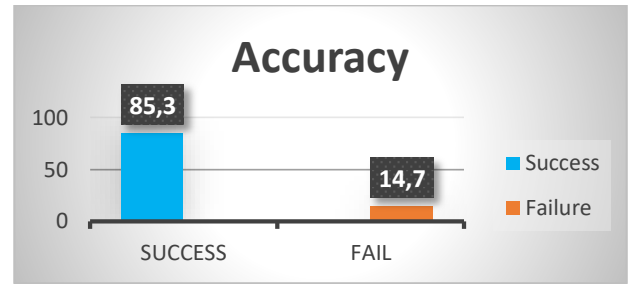 Accuracy
85,3
100
50
14,7
0
SUCCESS
FAIL
Success
Failure